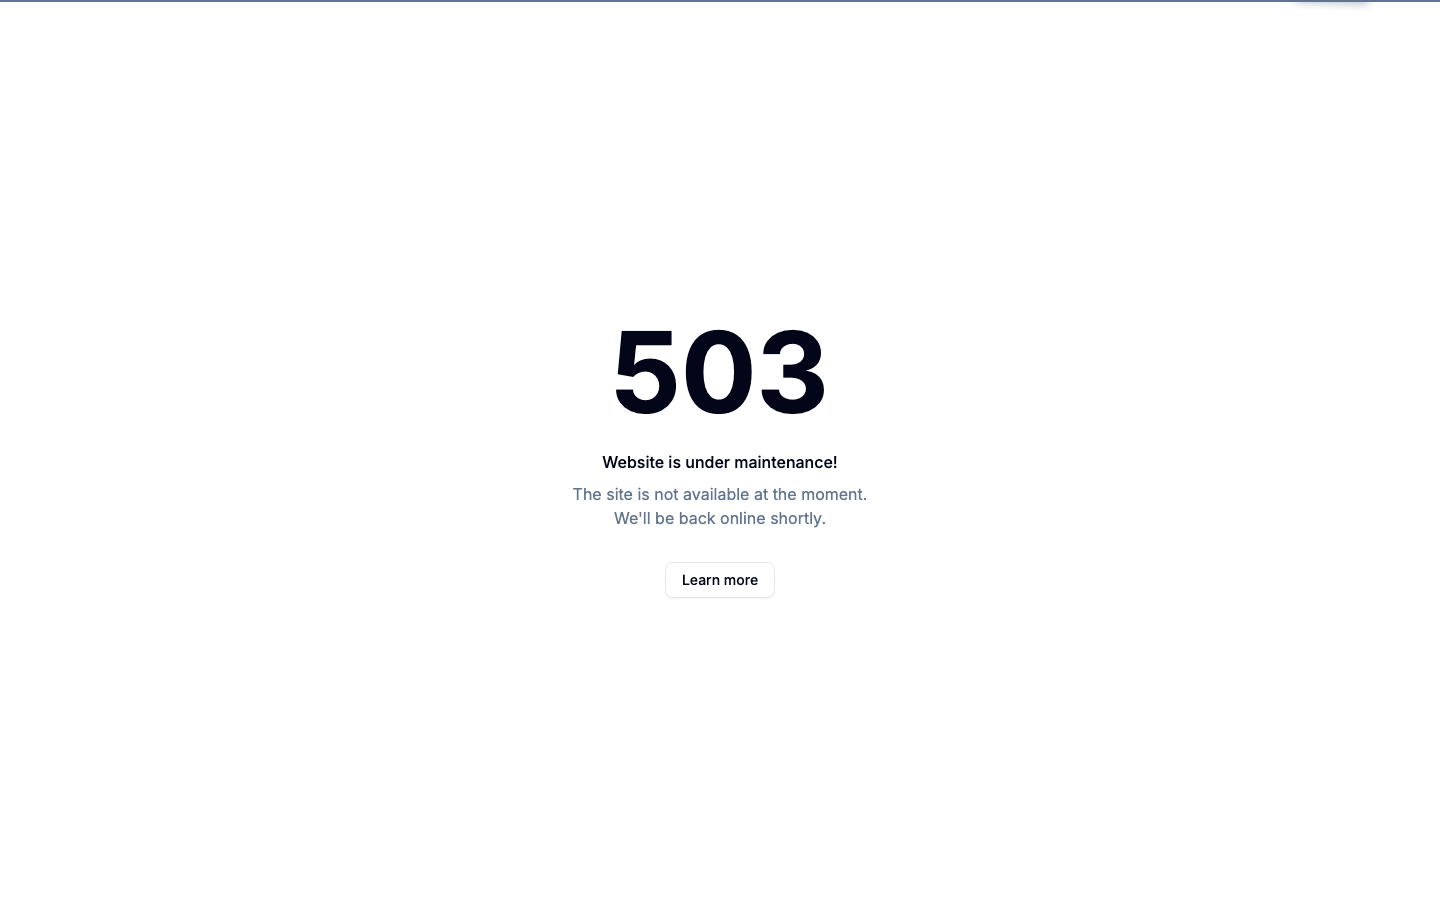 503
Website is under maintenance!
The site is not available at the moment.
We'll be back online shortly.
Learn more